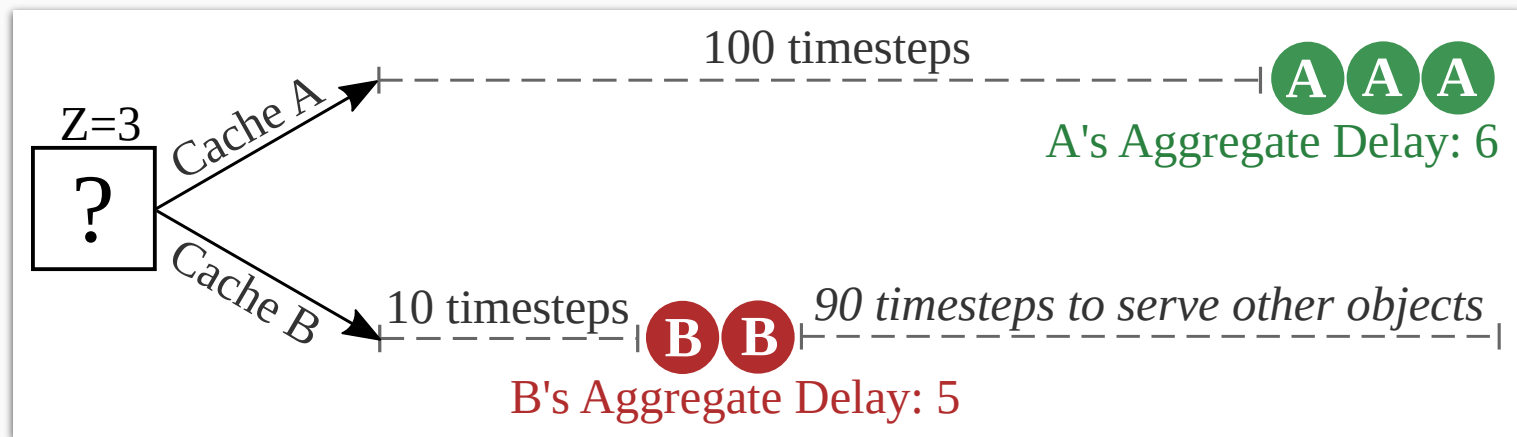 100 timesteps
A A A
A's Aggregate Delay: 6
Z=3
?
Cache A
Cache B
10 timesteps
B B
90 timesteps to serve other objects
B's Aggregate Delay: 5